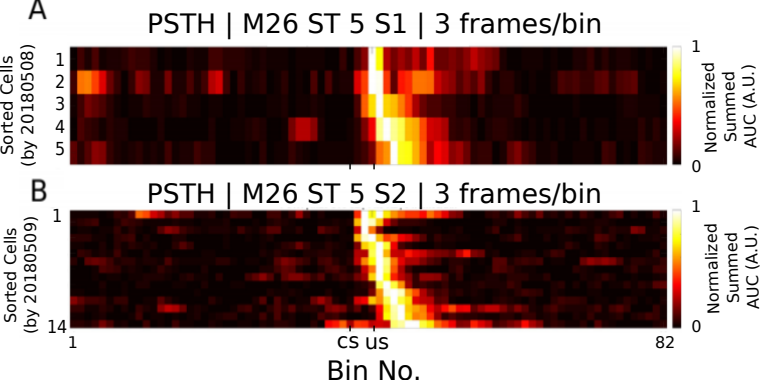 A
PSTH | M26 ST 5 S1 | 3 frames/bin
Sorted Cells
(by 20180508)
1
2
3
4
5
1
0
Normalized
Summed
AUC (A.U.)
B
PSTH | M26 ST 5 S2 | 3 frames/bin
Sorted Cells
(by 20180509)
1
14
1
0
Normalized
Summed
AUC (A.U.)
1
CS US
82
Bin No.